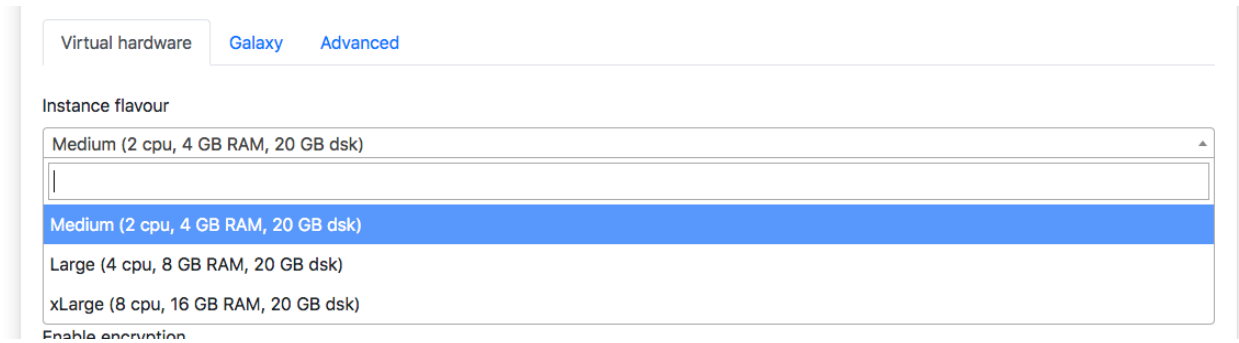 Virtual hardware Galaxy Advanced
Instance flavour
Medium (2 cpu, 4 GB RAM, 20 GB dsk)
Medium (2 cpu, 4 GB RAM, 20 GB dsk)
Large (4 cpu, 8 GB RAM, 20 GB dsk)
xLarge (8 cpu, 16 GB RAM, 20 GB dsk)
Enable encryption